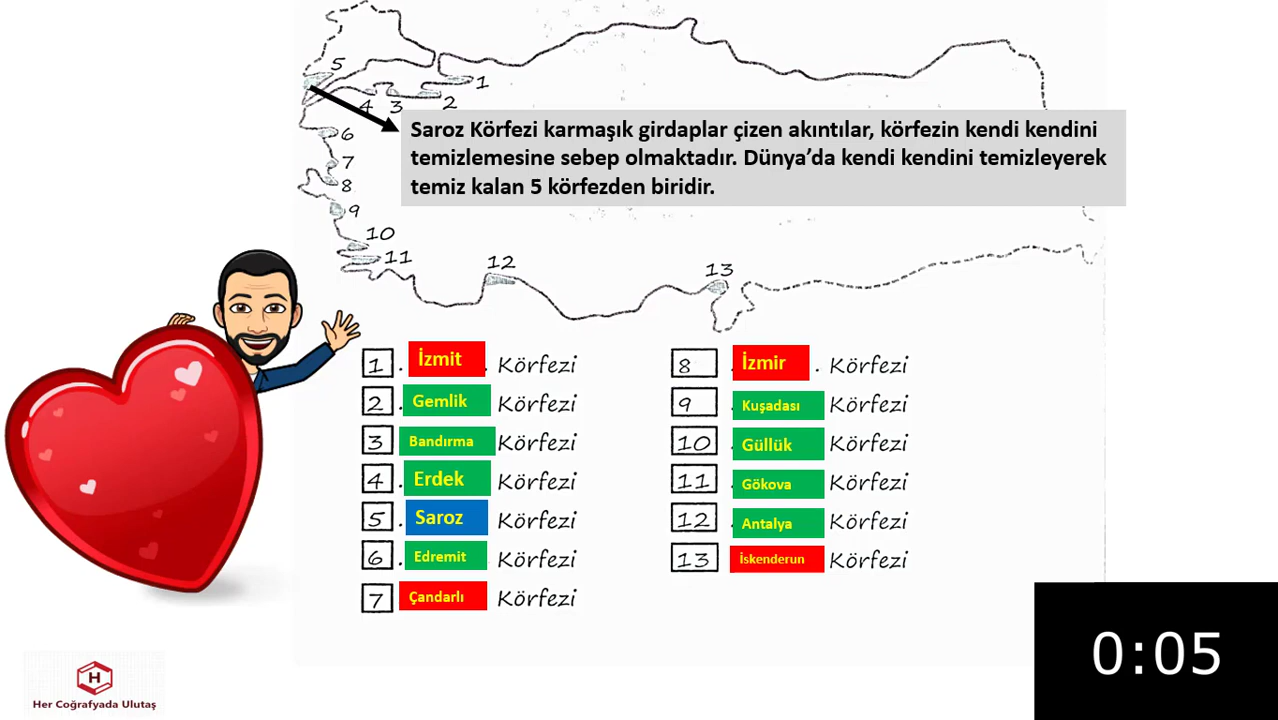 5
1
4
3
2
Saroz Körfezi karmaşık girdaplar çizen akıntılar, körfezin kendi kendini
temizlemesine sebep olmaktadır. Dünya'da kendi kendini temizleyerek
temiz kalan 5 körfezden biridir.
6
7
8
9
10
11
12
13
1. İzmit. Körfezi
2. Gemlik Körfezi
3 Bandırma Körfezi
4. Erdek Körfezi
5. Saroz Körfezi
6. Edremit Körfezi
7 Çandarlı Körfezi
8 İzmir . Körfezi
9 Kuşadası Körfezi
10 Güllük Körfezi
11 Gökova Körfezi
12 Antalya Körfezi
13 İskenderun Körfezi
H
Her Coğrafyada Ulutaş
0:05